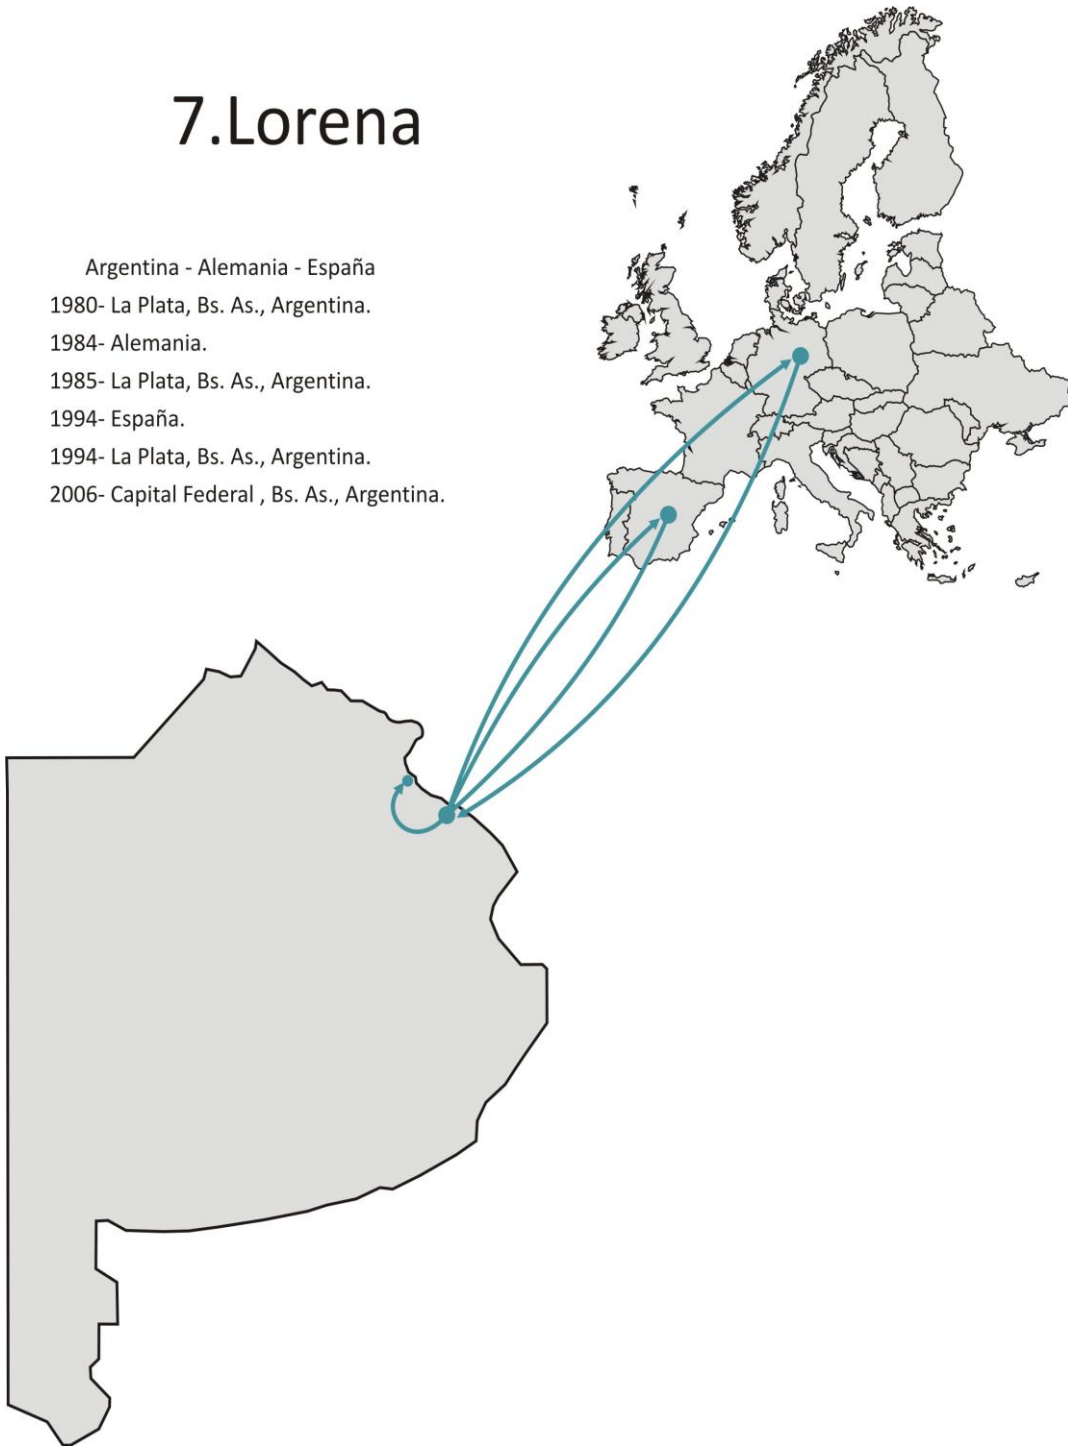 7.Lorena
Argentina - Alemania - España
1980- La Plata, Bs. As., Argentina.
1984- Alemania.
1985- La Plata, Bs. As., Argentina.
1994- España.
1994- La Plata, Bs. As., Argentina.
2006- Capital Federal , Bs. As., Argentina.